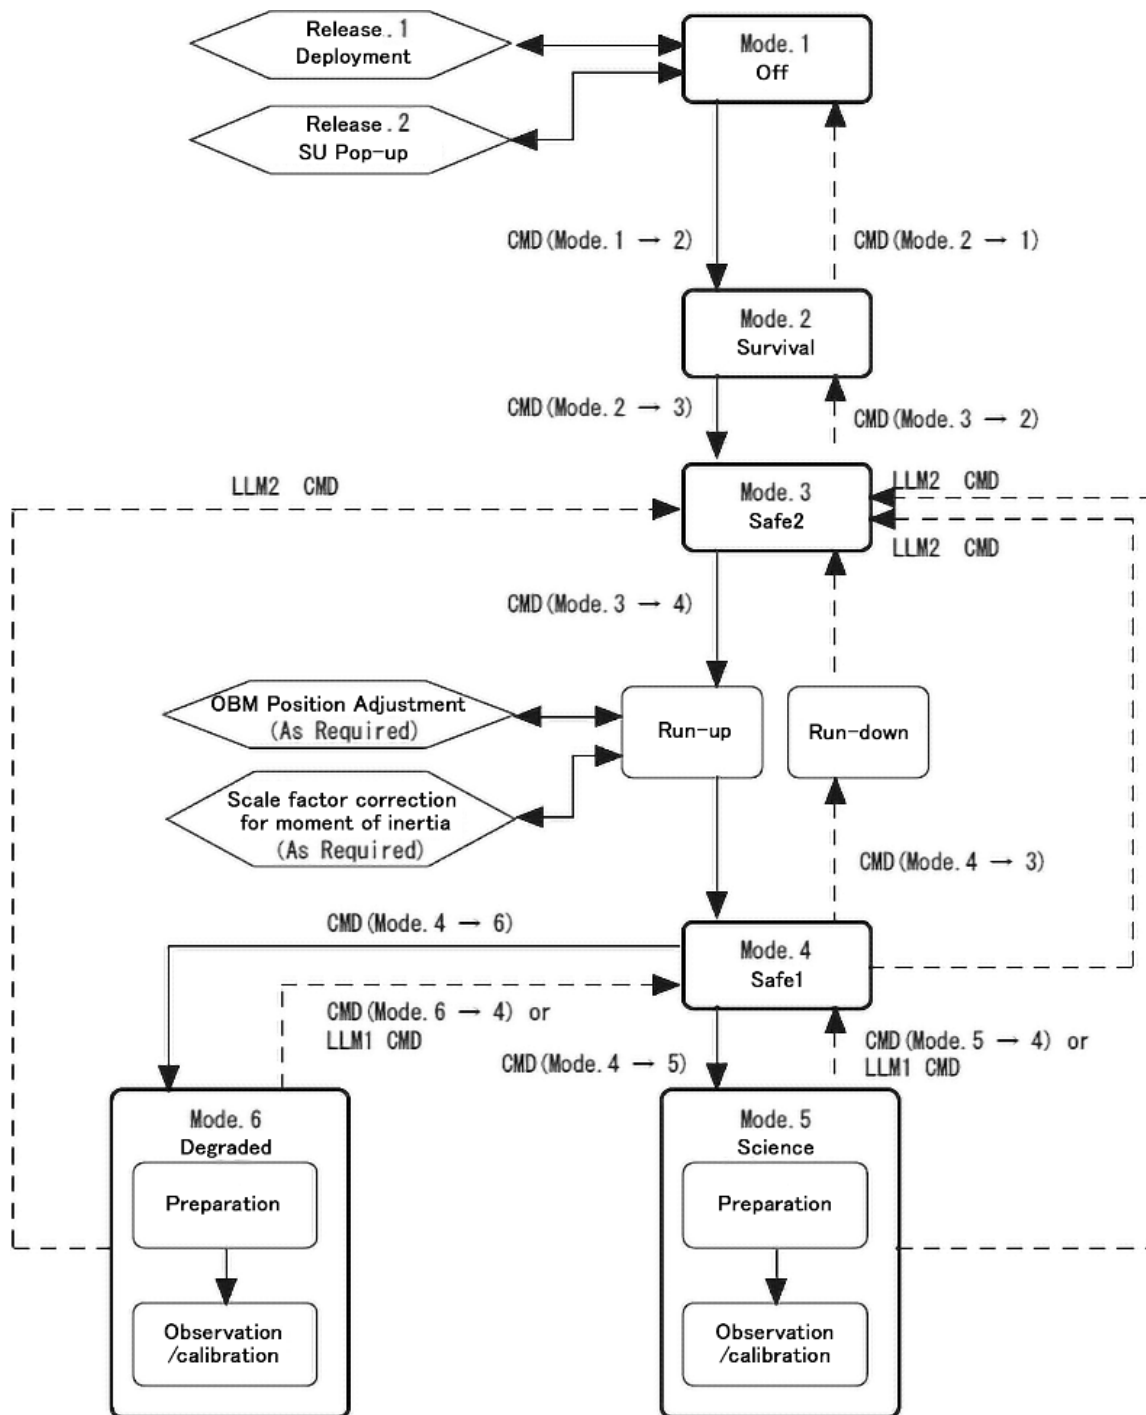 Release.1
Deployment
Mode.1
Off
Release.2
SU Pop-up
CMD(Mode.1 → 2)
CMD(Mode.2 → 1)
Mode.2
Survival
CMD(Mode.2 → 3)
CMD(Mode.3 → 2)
LLM2 CMD
Mode.3
Safe2
LLM2 CMD
LLM2 CMD
CMD(Mode.3 → 4)
OBM Position Adjustment
(As Required)
Run-up
Run-down
Scale factor correction
for moment of inertia
(As Required)
CMD(Mode.4 → 3)
CMD(Mode.4 → 6)
Mode.4
Safe1
CMD(Mode.6 → 4) or
LLM1 CMD
CMD(Mode.4 → 5)
CMD(Mode.5 → 4) or
LLM1 CMD
Mode.6
Degraded
Preparation
Observation
/calibration
Mode.5
Science
Preparation
Observation
/calibration